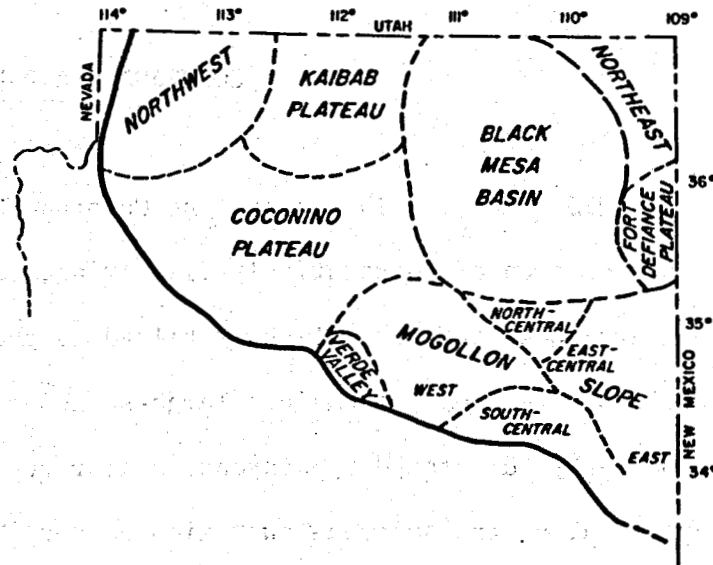 114° 113° 112° 111° 110° 109°
UTAH
NEVADA
NORTHWEST
KAIBAB
PLATEAU
BLACK
MESA
BASIN
NORTHEAST
36°
FORT
DEFIANCE
PLATEAU
COCONINO
PLATEAU
35°
NORTH-
CENTRAL
MOGOLLON
EAST-
CENTRAL
SLOPE
VERDE
VALLEY
WEST
SOUTH-
CENTRAL
EAST
NEW MEXICO
34°